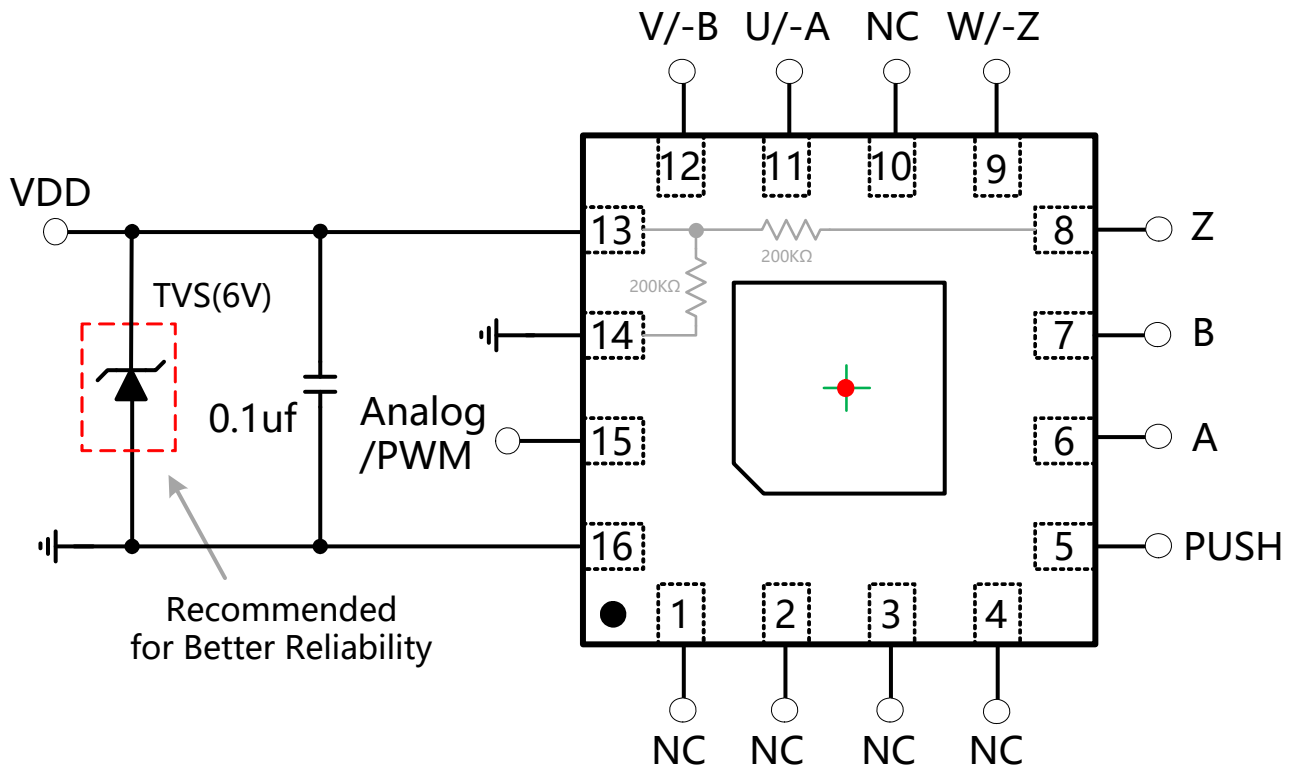 V/-B U/-A NC W/-Z
12 11 10 9
VDD
13
200KΩ
8
Z
TVS(6V)
200KΩ
14
7
B
0.1uf
Analog
/PWM
15
6
A
16
5
PUSH
Recommended
for Better Reliability
1 2 3 4
NC NC NC NC